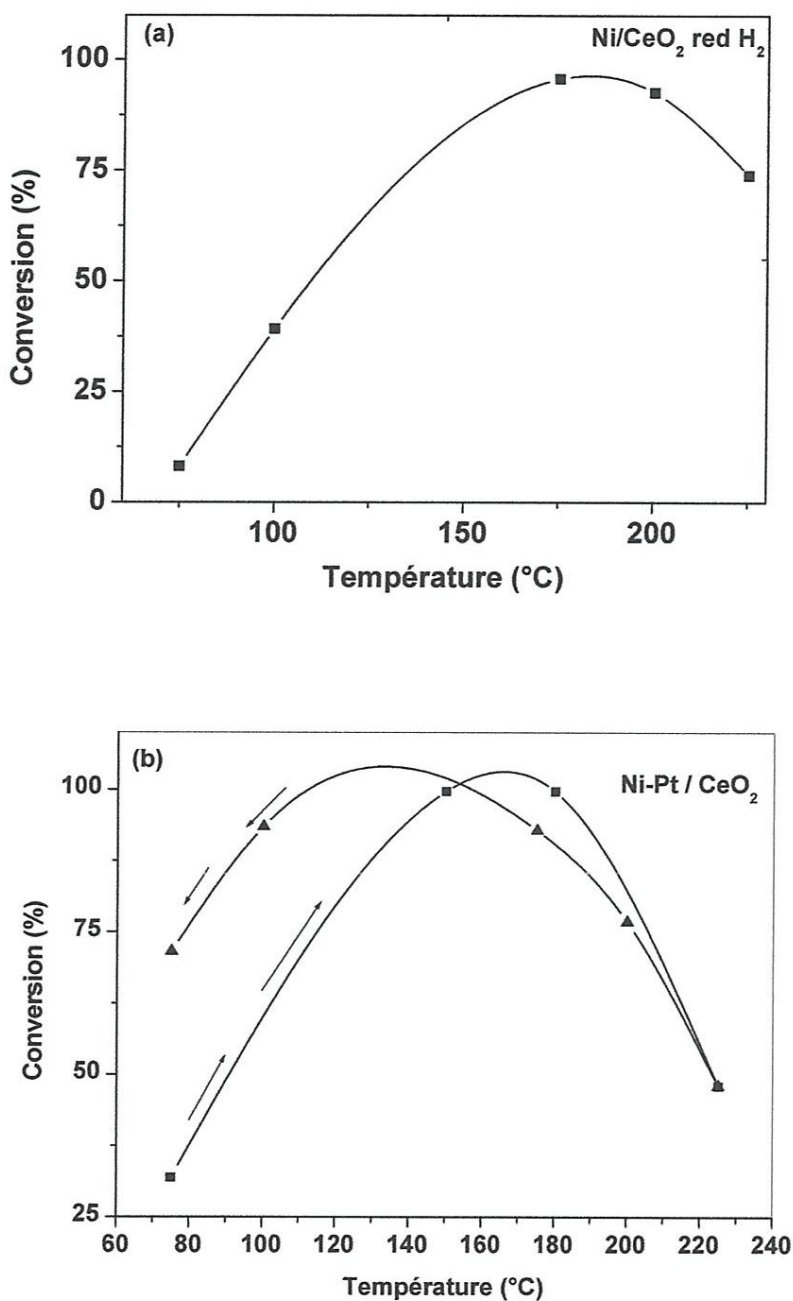 (a)
Ni/CeO₂ red H₂
100
75
50
25
0
Conversion (%)
100
150
200
Température (°C)
(b)
Ni-Pt / CeO₂
100
75
50
25
Conversion (%)
60
80
100
120
140
160
180
200
220
240
Température (°C)